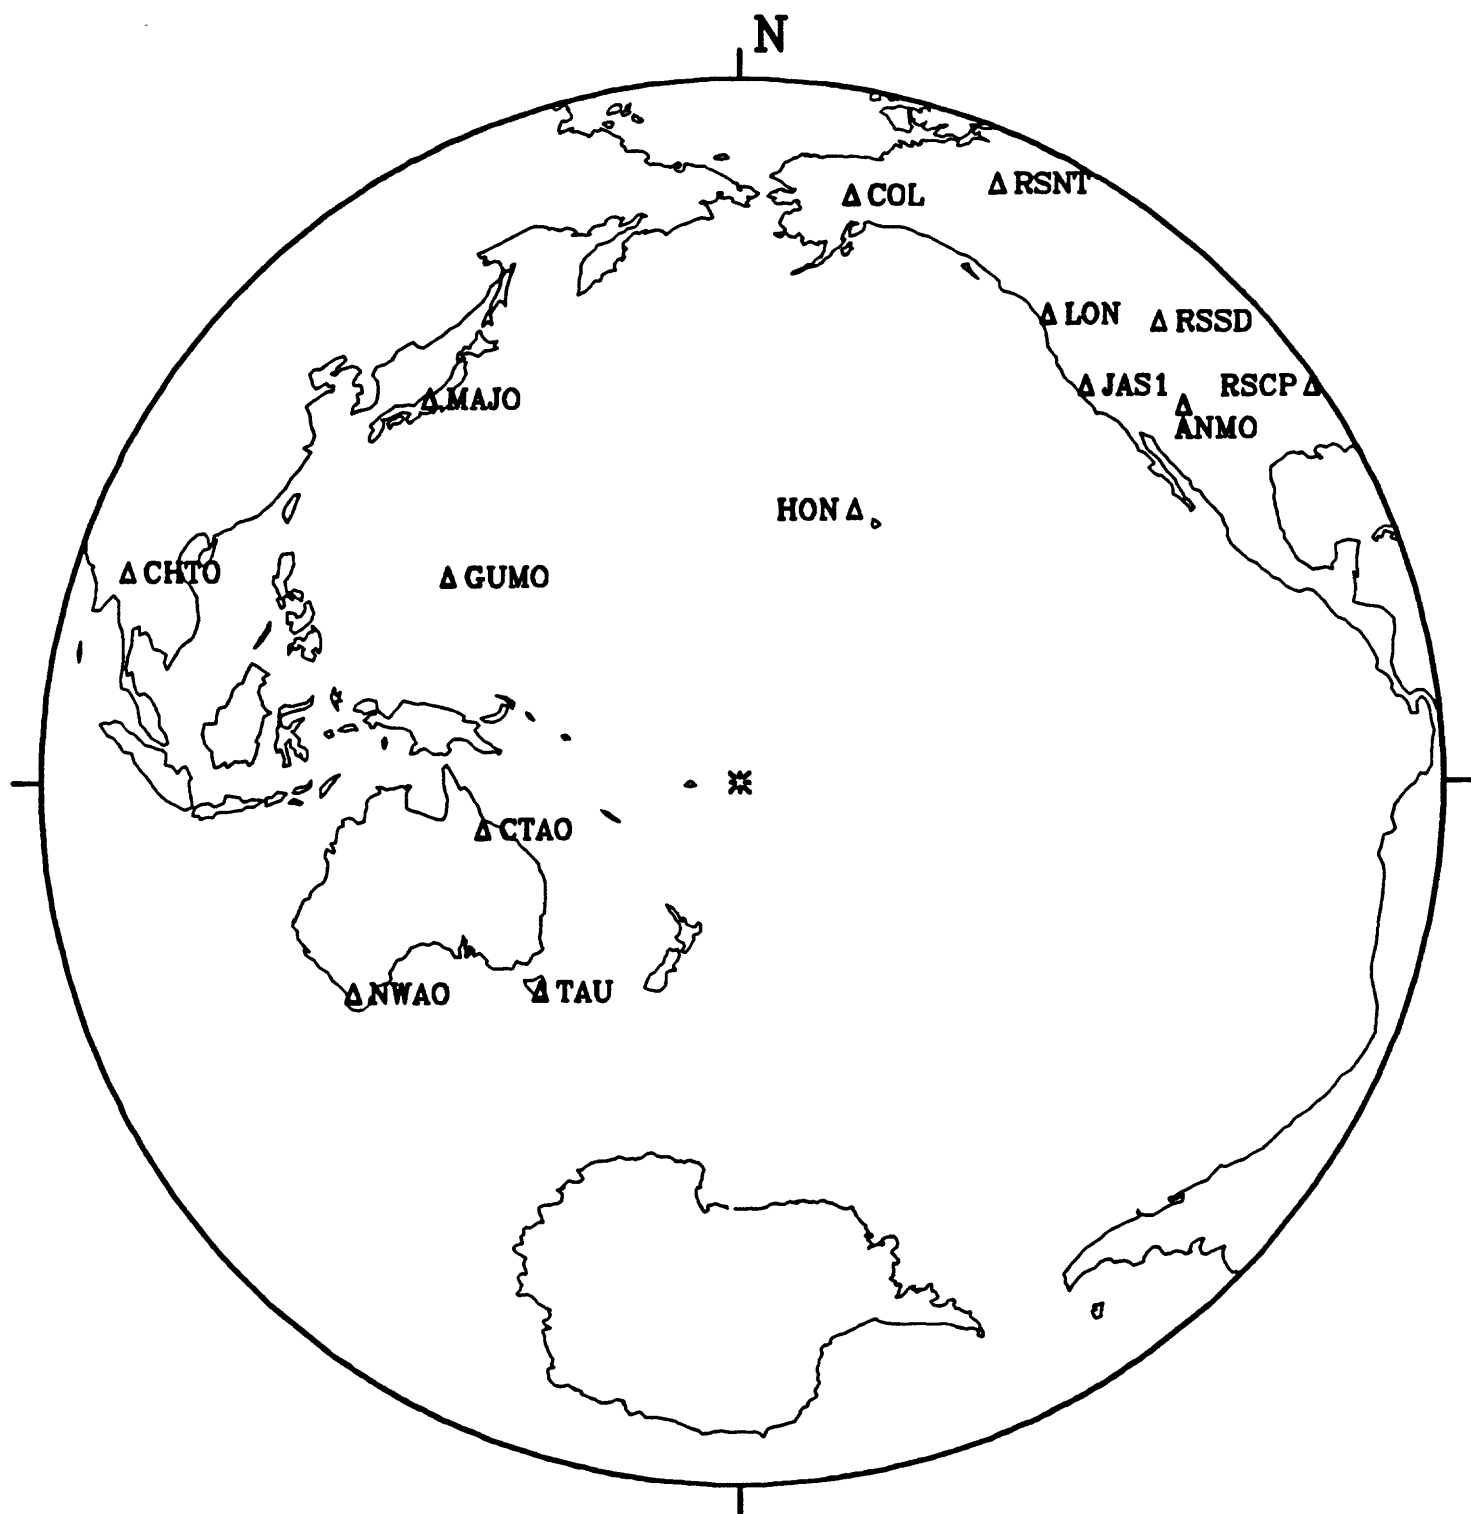 N
COL
RSNT
LON
RSSD
JAS1
RSCP
ANMO
MAJO
HON
CHTO
GUMO
CTAO
NWAO
TAU